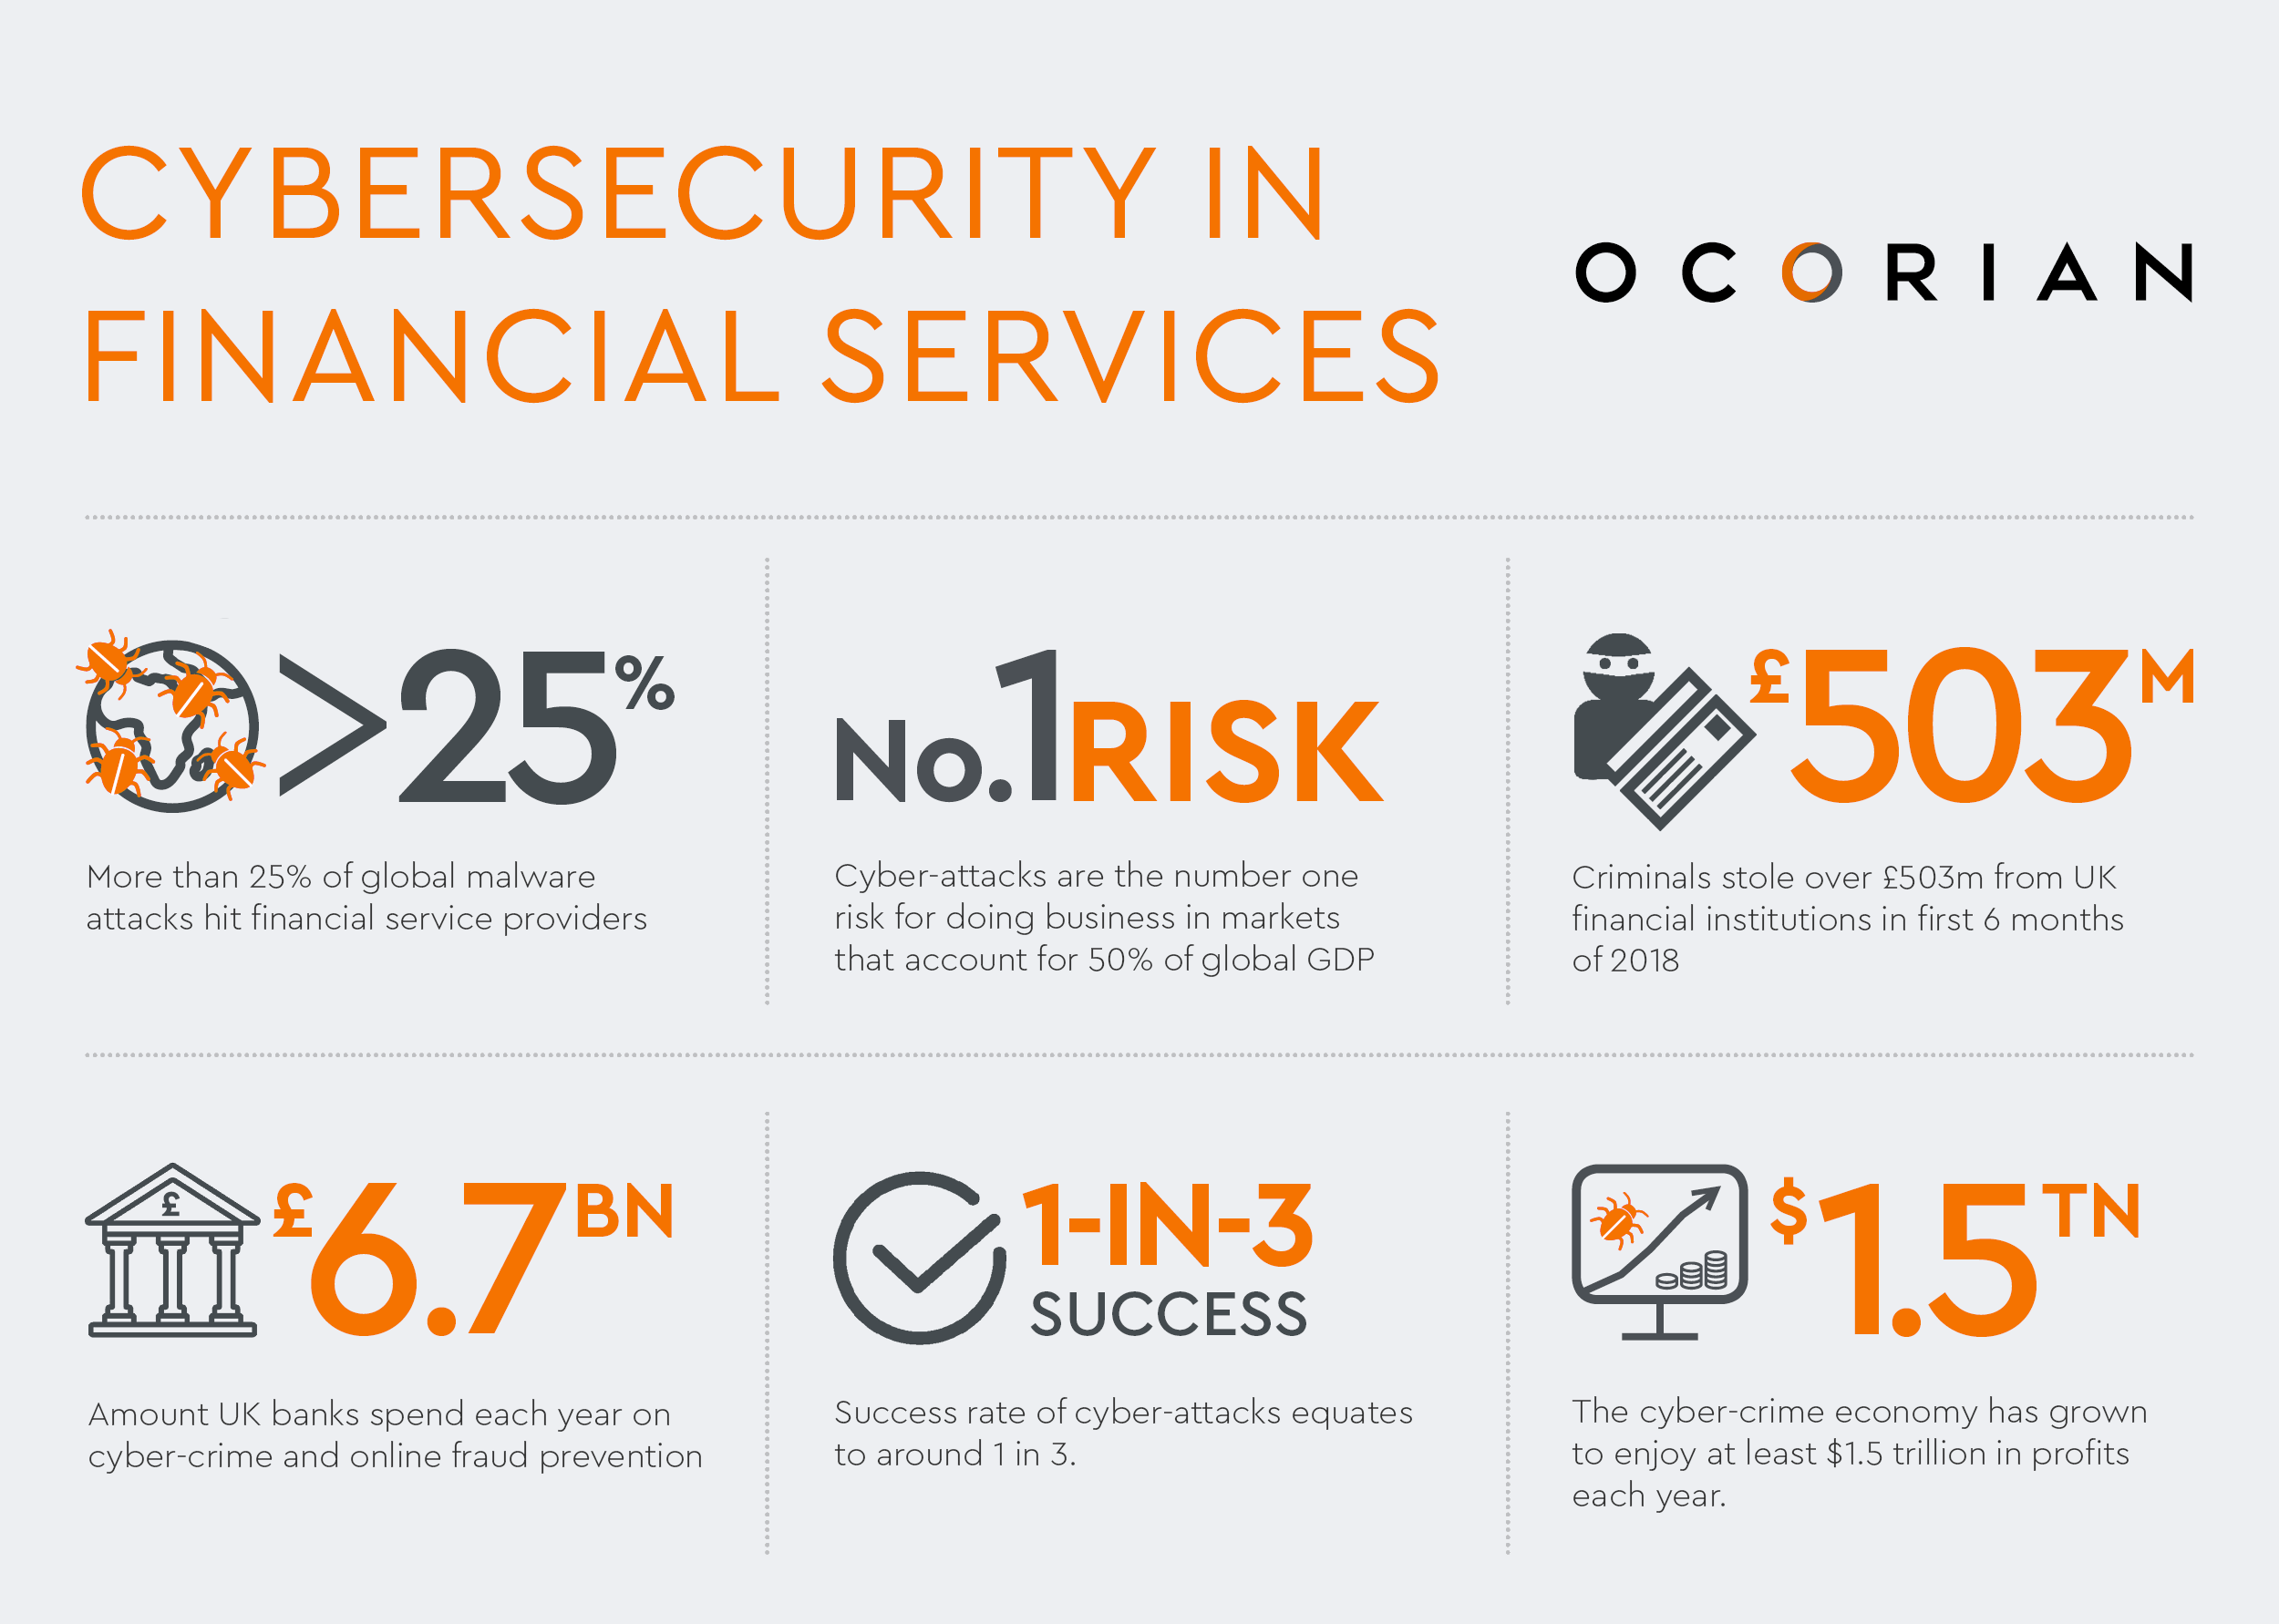 CYBERSECURITY IN
FINANCIAL SERVICES
OCORIAN
>25%
More than 25% of global malware
attacks hit financial service providers
No.1RISK
Cyber-attacks are the number one
risk for doing business in markets
that account for 50% of global GDP
£503M
Criminals stole over £503m from UK
financial institutions in first 6 months
of 2018
£
£6.7BN
Amount UK banks spend each year on
cyber-crime and online fraud prevention
1-IN-3
SUCCESS
Success rate of cyber-attacks equates
to around 1 in 3.
$1.5TN
The cyber-crime economy has grown
to enjoy at least $1.5 trillion in profits
each year.